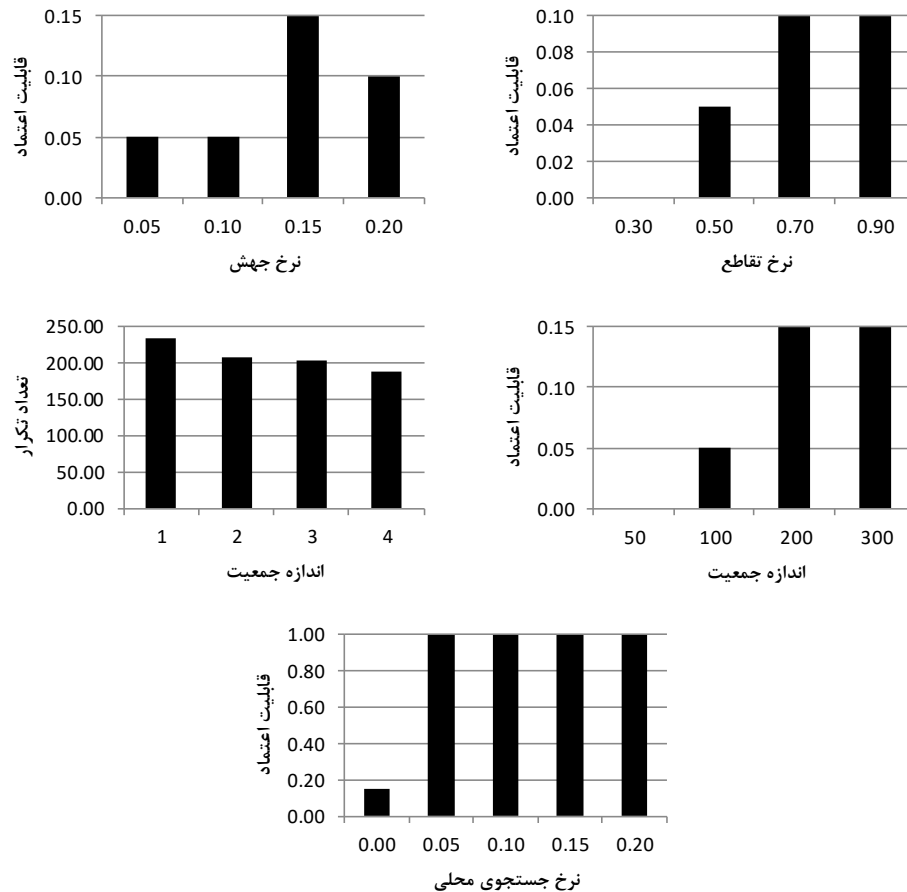 0.15
0.10
0.05
0.00
قابلیت اعتماد
0.05 0.10 0.15 0.20
نرخ جهش
0.10
0.08
0.06
0.04
0.02
0.00
قابلیت اعتماد
0.30 0.50 0.70 0.90
نرخ تقاطع
250.00
200.00
150.00
100.00
50.00
0.00
تعداد تکرار
1 2 3 4
اندازه جمعیت
0.15
0.10
0.05
0.00
قابلیت اعتماد
50 100 200 300
اندازه جمعیت
1.00
0.80
0.60
0.40
0.20
0.00
قابلیت اعتماد
0.00 0.05 0.10 0.15 0.20
نرخ جستجوی محلی